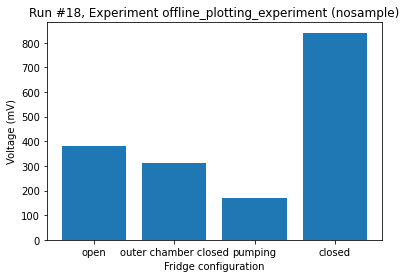 Run #18, Experiment offline_plotting_experiment (nosample)
Voltage (mV)
800
700
600
500
400
300
200
100
0
open outer chamber closed pumping closed
Fridge configuration